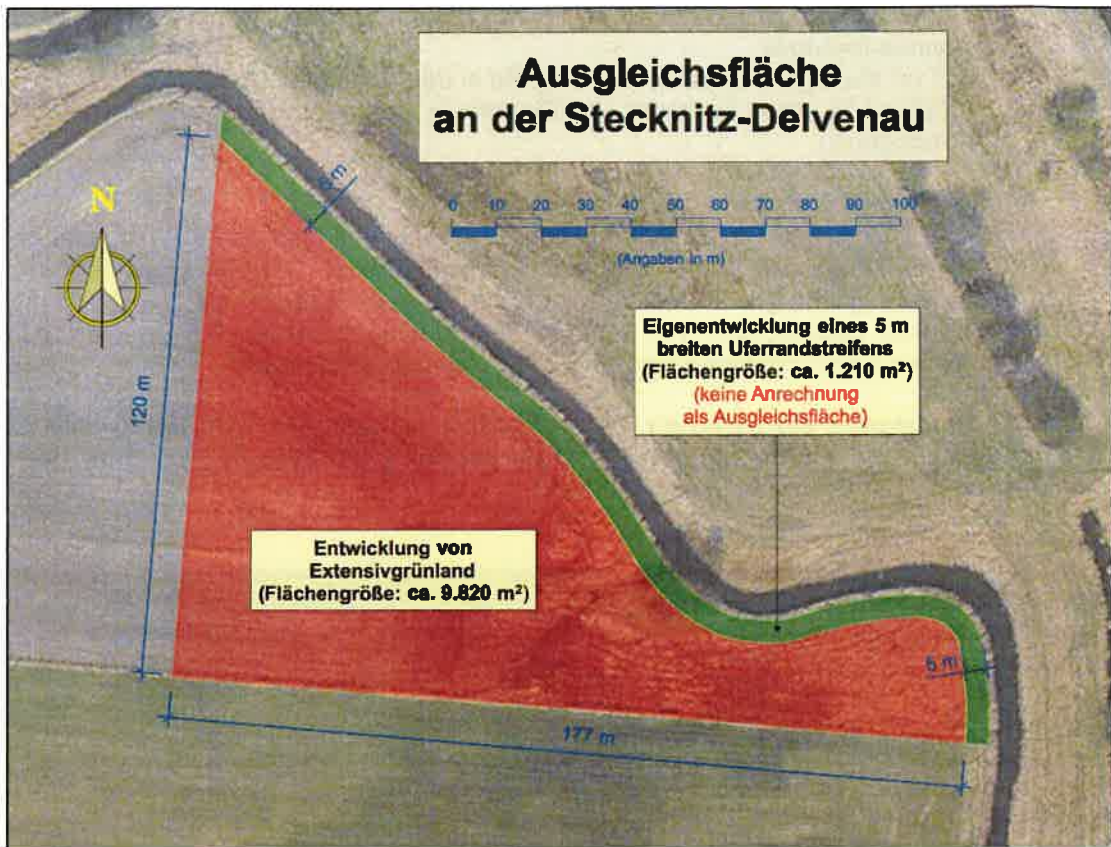 Ausgleichsfläche
an der Stecknitz-Delvenau
N
0 10 20 30 40 50 60 70 80 90 100
(Angaben in m)
Eigenentwicklung eines 5 m
breiten Uferrandstreifens
(Flächengröße: ca. 1.210 m²)
(keine Anrechnung
als Ausgleichsfläche)
120 m
Entwicklung von
Extensivgrünland
(Flächengröße: ca. 9.820 m²)
m
m
177 m